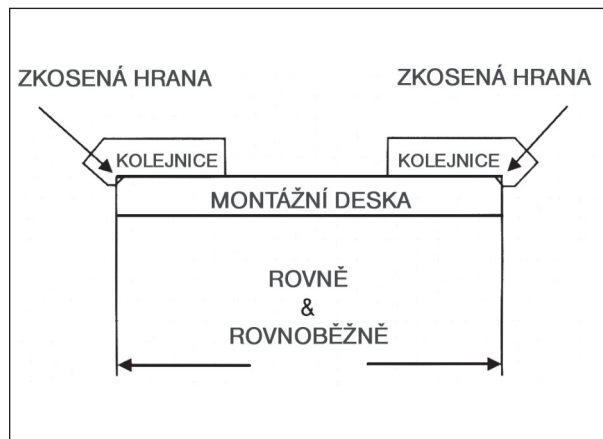 ZKOSENÁ HRANA
ZKOSENÁ HRANA
KOLEJNICE
KOLEJNICE
MONTÁŽNÍ DESKA
ROVNĚ
&
ROVNOBĚŽNĚ